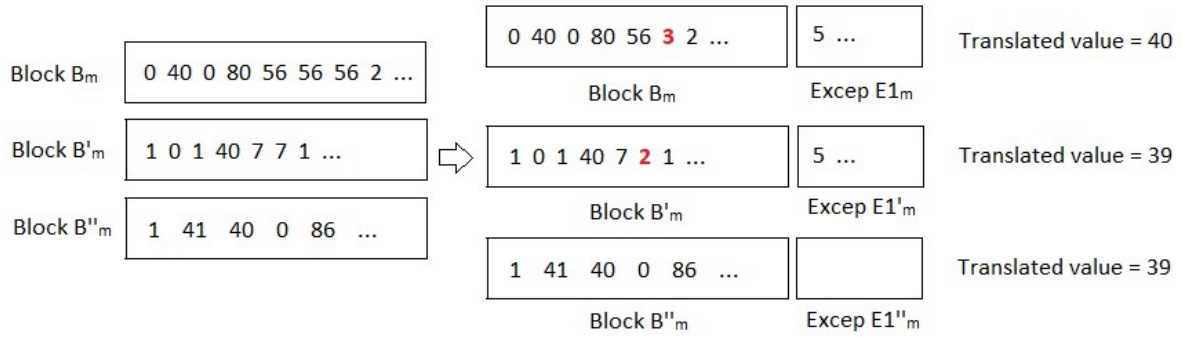 Block Bm
0 40 0 80 56 56 56 2 ...
Block B'm
1 0 1 40 7 7 1 ...
Block B''m
1 41 40 0 86 ...
0 40 0 80 56 3 2 ...
5 ...
Translated value = 40
Block Bm
Excep E1m
1 0 1 40 7 2 1 ...
5 ...
Translated value = 39
Block B'm
Excep E1'm
1 41 40 0 86 ...
Translated value = 39
Block B''m
Excep E1''m